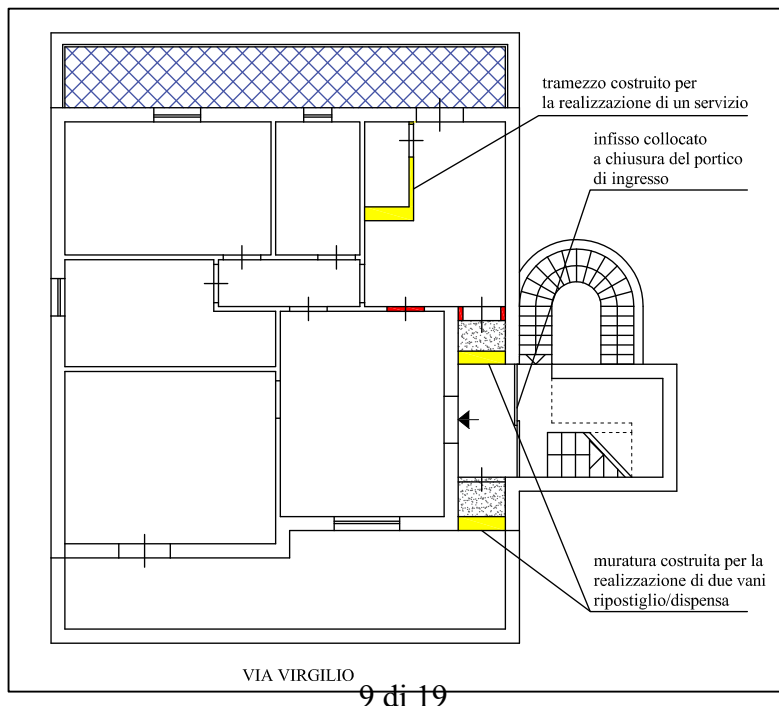 tramezzo costruito per
la realizzazione di un servizio
infisso collocato
a chiusura del portico
di ingresso
muratura costruita per la
realizzazione di due vani
ripostiglio/dispensa
VIA VIRGILIO
9 di 19